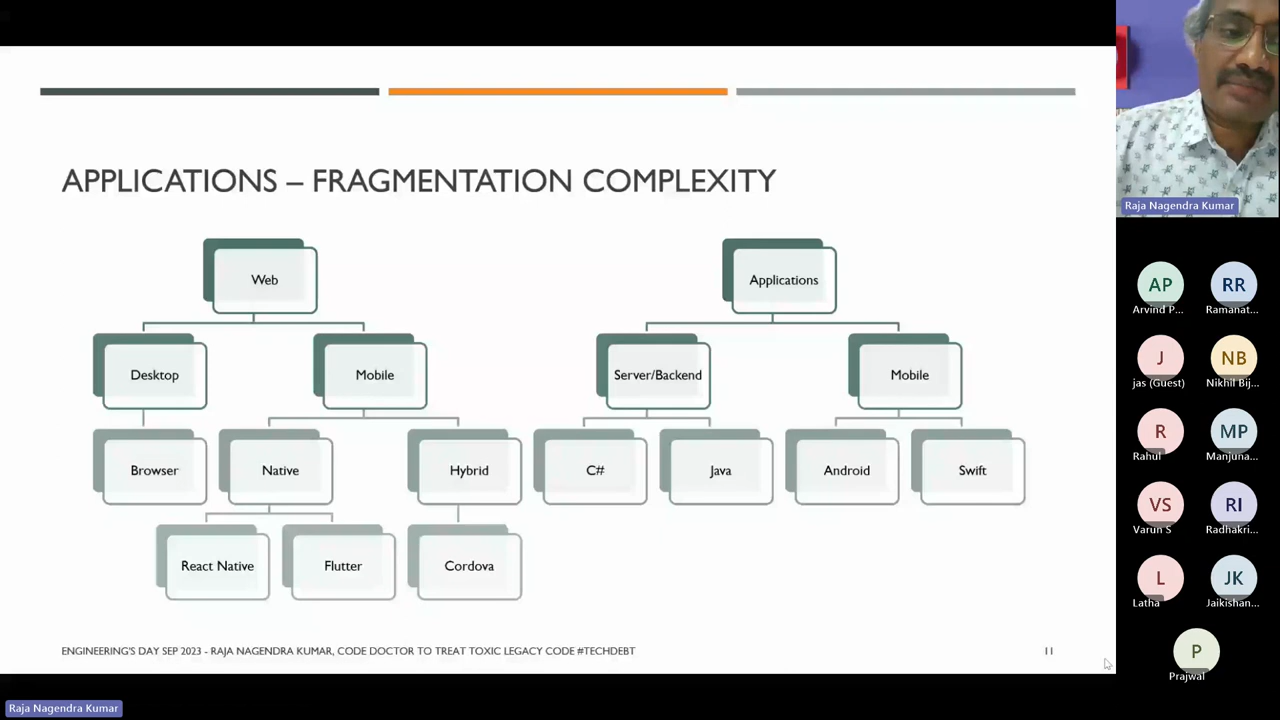 APPLICATIONS – FRAGMENTATION COMPLEXITY
Web
Applications
Desktop
Mobile
Server/Backend
Mobile
Browser
Native
Hybrid
C#
Java
Android
Swift
React Native
Flutter
Cordova
ENGINEERING'S DAY SEP 2023 - RAJA NAGENDRA KUMAR, CODE DOCTOR TO TREAT TOXIC LEGACY CODE #TECHDEBT
11
Raja Nagendra Kumar
AP
Arvind P...
RR
Ramanat...
J
jas (Guest)
NB
Nikhil Bij...
R
Rahul
MP
Manjuna...
VS
Varun S
RI
Radhakri...
L
Latha
JK
Jaikishan...
P
Prajwal
Raja Nagendra Kumar